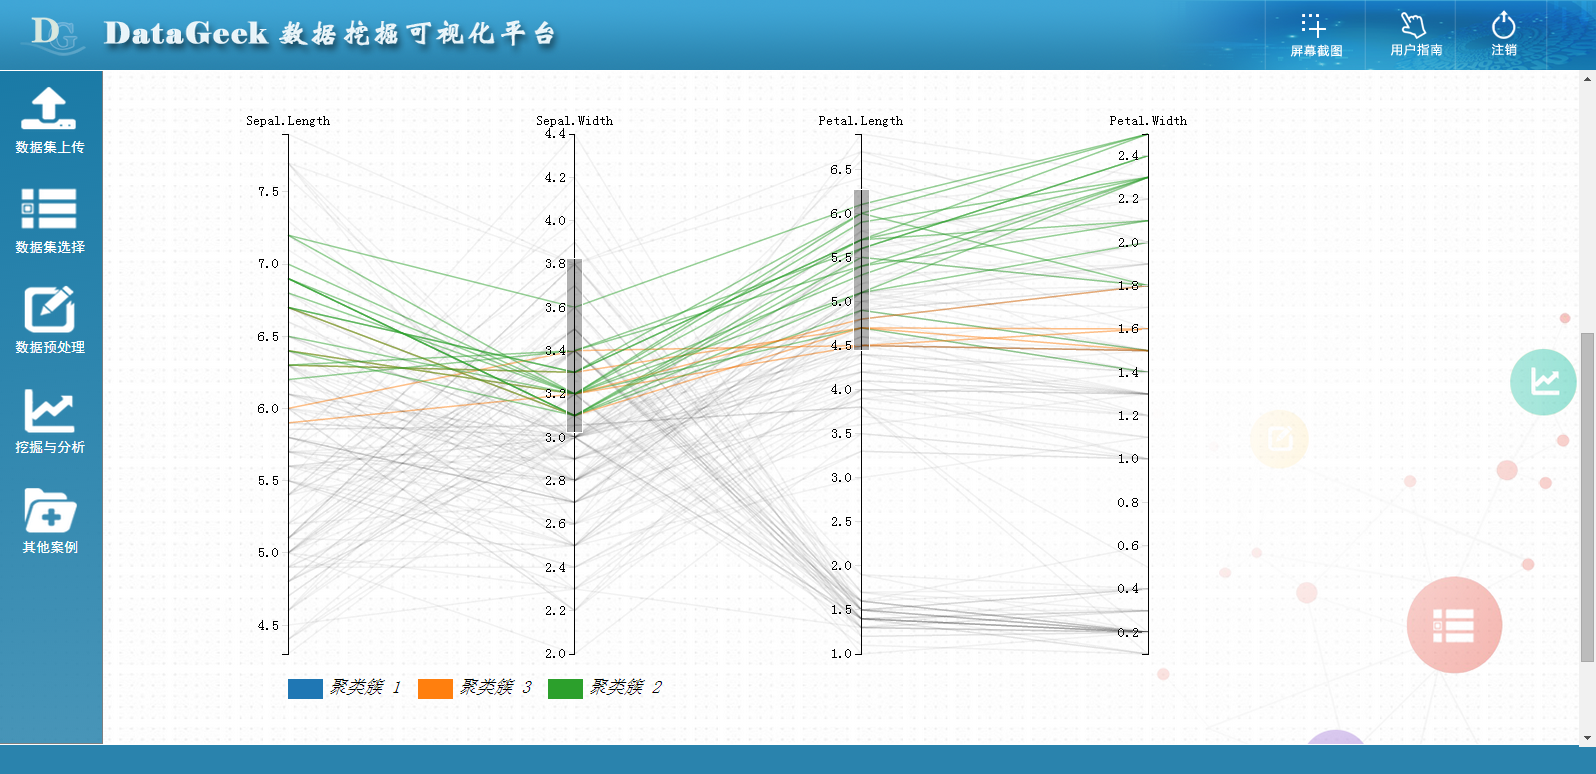 DG
DataGeek 数据挖掘可视化平台
屏幕截图
用户指南
注销
数据集上传
数据集选择
数据预处理
挖掘与分析
其他案例
Sepal.Length
7.5
7.0
6.5
6.0
5.5
5.0
4.5
Sepal.Width
4.4
4.2
4.0
3.8
3.6
3.4
3.2
3.0
2.8
2.6
2.4
2.2
2.0
Petal.Length
6.5
6.0
5.5
5.0
4.5
4.0
3.5
3.0
2.5
2.0
1.5
1.0
Petal.Width
2.4
2.2
2.0
1.8
1.6
1.4
1.2
1.0
0.8
0.6
0.4
0.2
聚类簇 1
聚类簇 3
聚类簇 2